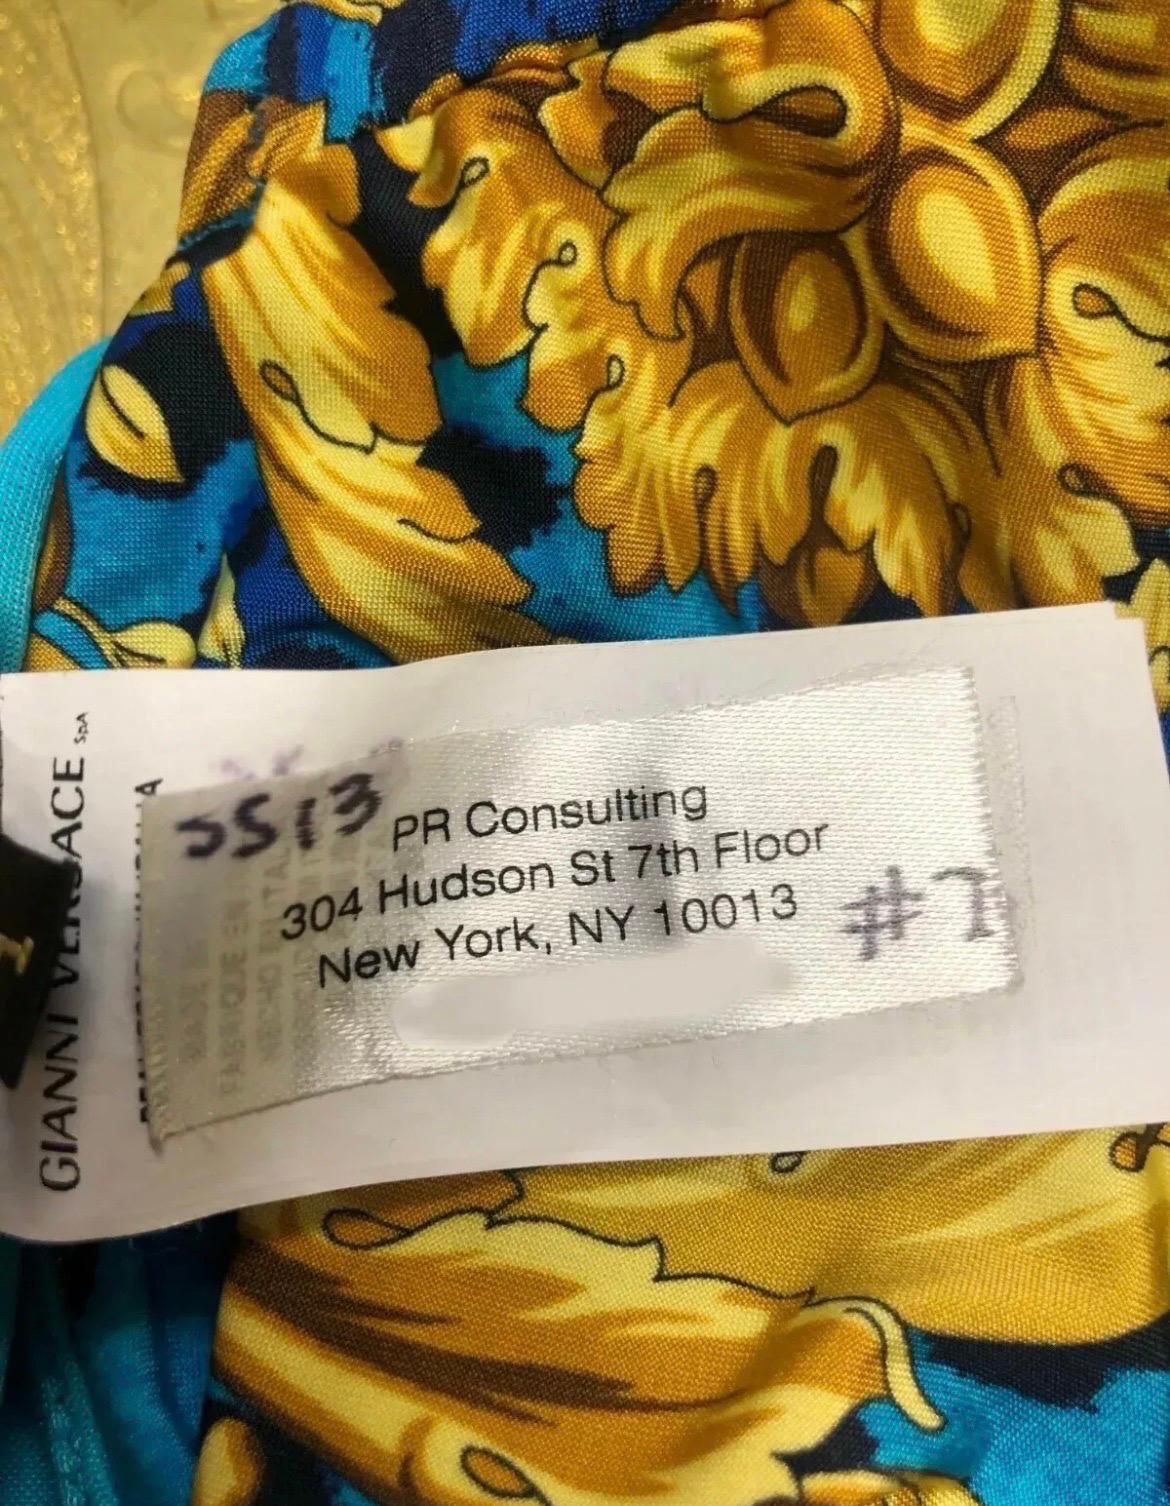 SS13
PR Consulting
304 Hudson St 7th Floor
New York, NY 10013
#7
GIANNI VERSACE SpA